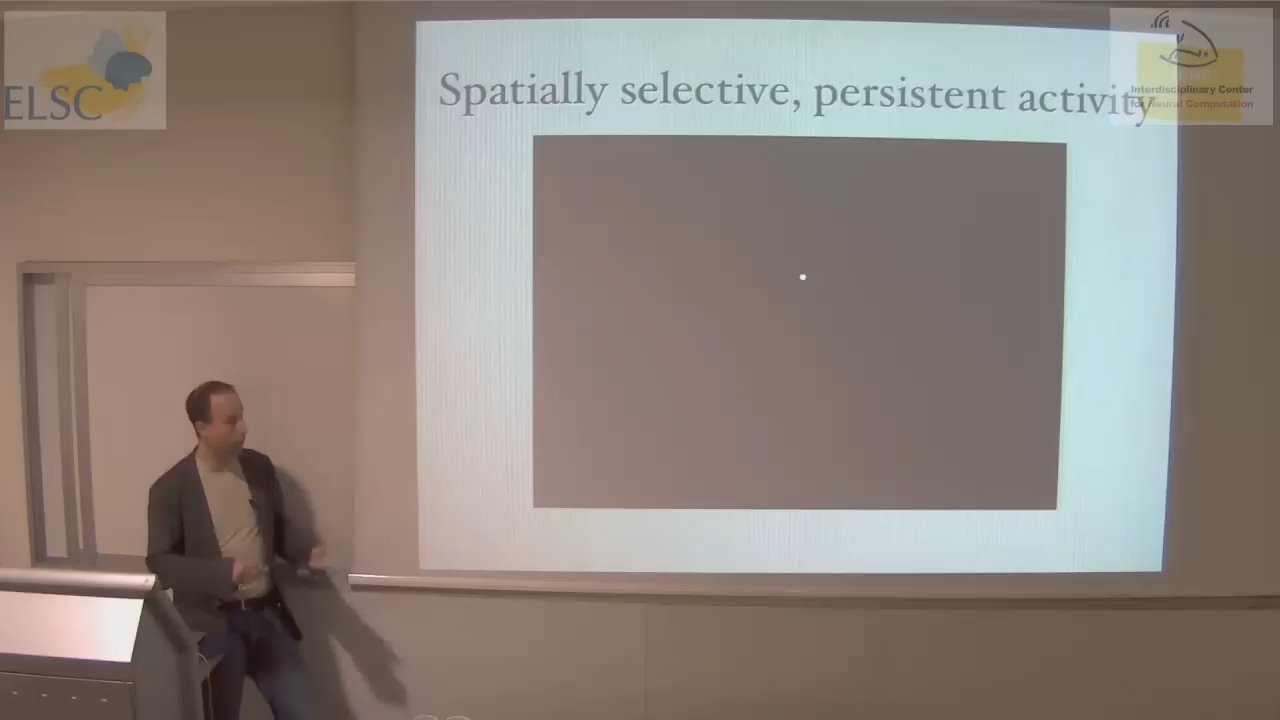 ELSC
Spatially selective, persistent activity
Interdisciplinary Center
for Neural Computation